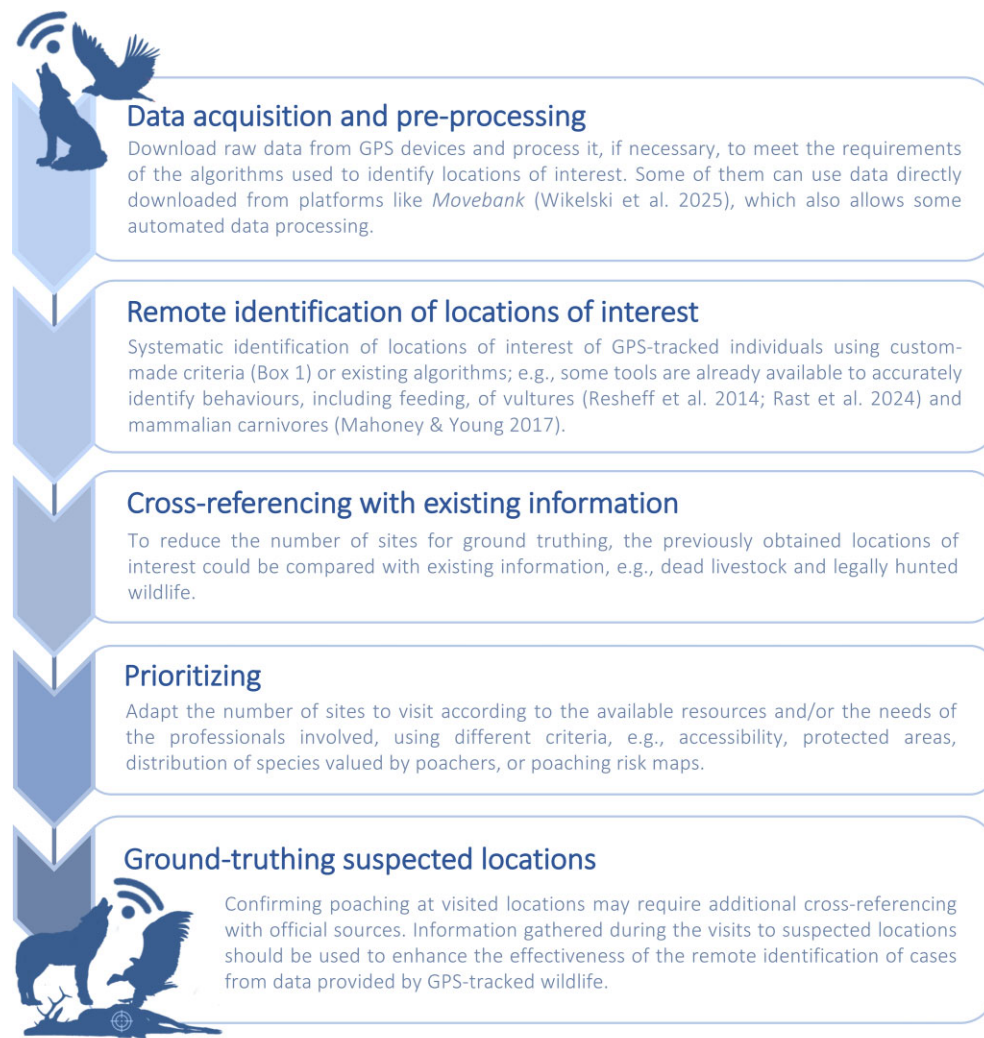 Data acquisition and pre-processing
Download raw data from GPS devices and process it, if necessary, to meet the requirements
of the algorithms used to identify locations of interest. Some of them can use data directly
downloaded from platforms like Movebank (Wikelski et al. 2025), which also allows some
automated data processing.
Remote identification of locations of interest
Systematic identification of locations of interest of GPS-tracked individuals using custom-
made criteria (Box 1) or existing algorithms; e.g., some tools are already available to accurately
identify behaviours, including feeding, of vultures (Resheff et al. 2014; Rast et al. 2024) and
mammalian carnivores (Mahoney & Young 2017).
Cross-referencing with existing information
To reduce the number of sites for ground truthing, the previously obtained locations of
interest could be compared with existing information, e.g., dead livestock and legally hunted
wildlife.
Prioritizing
Adapt the number of sites to visit according to the available resources and/or the needs of
the professionals involved, using different criteria, e.g., accessibility, protected areas,
distribution of species valued by poachers, or poaching risk maps.
Ground-truthing suspected locations
Confirming poaching at visited locations may require additional cross-referencing
with official sources. Information gathered during the visits to suspected locations
should be used to enhance the effectiveness of the remote identification of cases
from data provided by GPS-tracked wildlife.